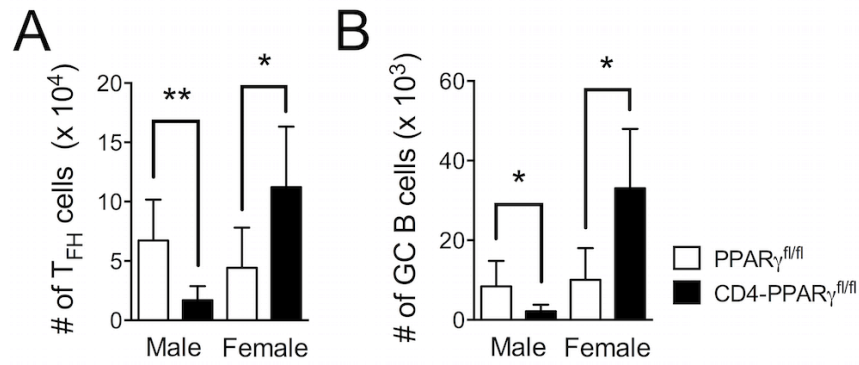 A
# of TFH cells (x 10⁴)
20
15
10
5
0
**
*
Male Female
B
# of GC B cells (x 10³)
60
40
20
0
*
*
Male Female
PPARγfl/fl
CD4-PPARγfl/fl